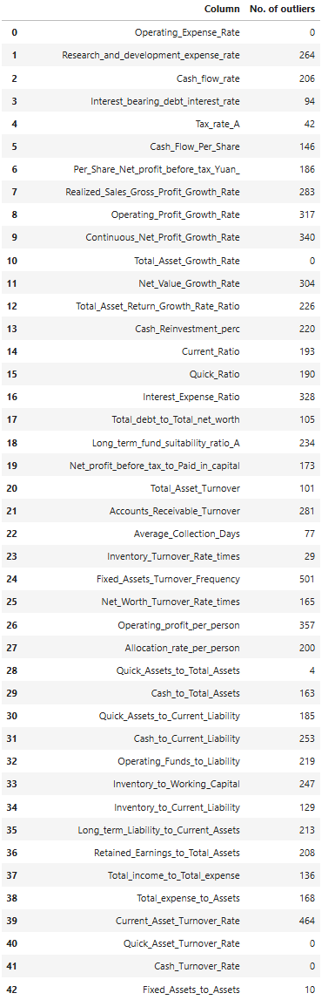 Column No. of outliers
0 Operating_Expense_Rate 0
1 Research_and_development_expense_rate 264
2 Cash_flow_rate 206
3 Interest_bearing_debt_interest_rate 94
4 Tax_rate_A 42
5 Cash_Flow_Per_Share 146
6 Per_Share_Net_profit_before_tax_Yuan_ 186
7 Realized_Sales_Gross_Profit_Growth_Rate 283
8 Operating_Profit_Growth_Rate 317
9 Continuous_Net_Profit_Growth_Rate 340
10 Total_Asset_Growth_Rate 0
11 Net_Value_Growth_Rate 304
12 Total_Asset_Return_Growth_Rate_Ratio 226
13 Cash_Reinvestment_perc 220
14 Current_Ratio 193
15 Quick_Ratio 190
16 Interest_Expense_Ratio 328
17 Total_debt_to_Total_net_worth 105
18 Long_term_fund_suitability_ratio_A 234
19 Net_profit_before_tax_to_Paid_in_capital 173
20 Total_Asset_Turnover 101
21 Accounts_Receivable_Turnover 281
22 Average_Collection_Days 77
23 Inventory_Turnover_Rate_times 29
24 Fixed_Assets_Turnover_Frequency 501
25 Net_Worth_Turnover_Rate_times 165
26 Operating_profit_per_person 357
27 Allocation_rate_per_person 200
28 Quick_Assets_to_Total_Assets 4
29 Cash_to_Total_Assets 163
30 Quick_Assets_to_Current_Liability 185
31 Cash_to_Current_Liability 253
32 Operating_Funds_to_Liability 219
33 Inventory_to_Working_Capital 247
34 Inventory_to_Current_Liability 129
35 Long_term_Liability_to_Current_Assets 213
36 Retained_Earnings_to_Total_Assets 208
37 Total_income_to_Total_expense 136
38 Total_expense_to_Assets 168
39 Current_Asset_Turnover_Rate 464
40 Quick_Asset_Turnover_Rate 0
41 Cash_Turnover_Rate 0
42 Fixed_Assets_to_Assets 10